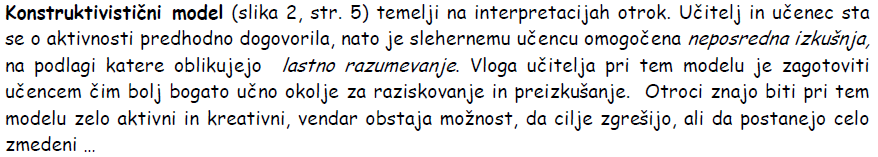 Konstruktivistični model (slika 2, str. 5) temelji na interpretacijah otrok. Učitelj in učenec sta
se o aktivnosti predhodno dogovorila, nato je slehernemu učencu omogočena neposredna izkušnja,
na podlagi katere oblikujejo lastno razumevanje. Vloga učitelja pri tem modelu je zagotoviti
učencem čim bolj bogato učno okolje za raziskovanje in preizkušanje. Otroci znajo biti pri tem
modelu zelo aktivni in kreativni, vendar obstaja možnost, da cilje zgrešijo, ali da postanejo celo
zmedeni …